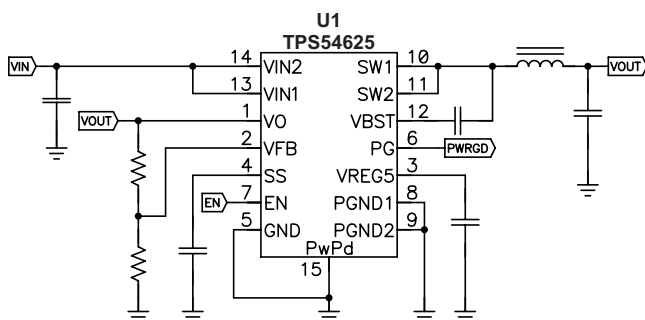 U1
TPS54625
VIN
14 VIN2 SW1 10
13 VIN1 SW2 11
VOUT
VOUT 1 VO VBST 12
2 VFB PG 6 PWRGD
4 SS VREG5 3
EN 7 EN PGND1 8
5 GND PGND2 9
PwPd
15